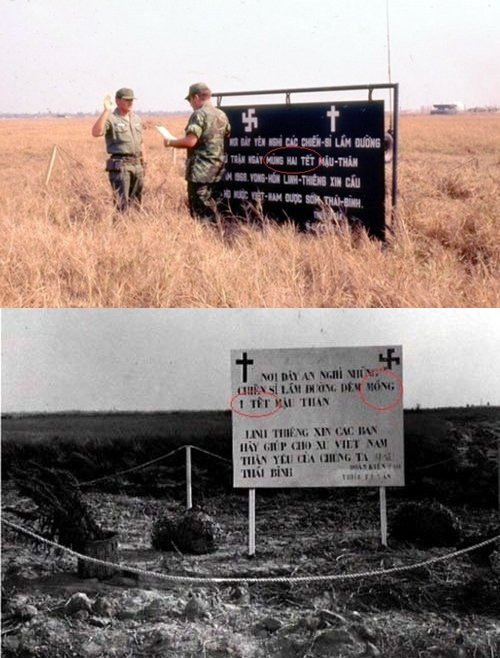 DÂY YÊN NGHỈ CÁC CHIẾN-SĨ LẦM ĐƯỜNG
TRẬN NGÀY MÙNG HAI TẾT MẬU-THÂN
1968. VONG-HỒN LINH-THIÊNG XIN CẦU
NƯỚC VIỆT-NAM ĐƯỢC SỚM THÁI-BÌNH.
NƠI DÂY AN NGHỈ NHỮNG
CHIẾN SĨ LẦM ĐƯỜNG ĐÊM MỒNG
1 TẾT MẬU THÂN
LINH THIÊNG XIN CÁC BẠN
HÃY GIÚP CHO XỨ VIỆT NAM
THÂN YÊU CỦA CHÚNG TA
THÁI BÌNH